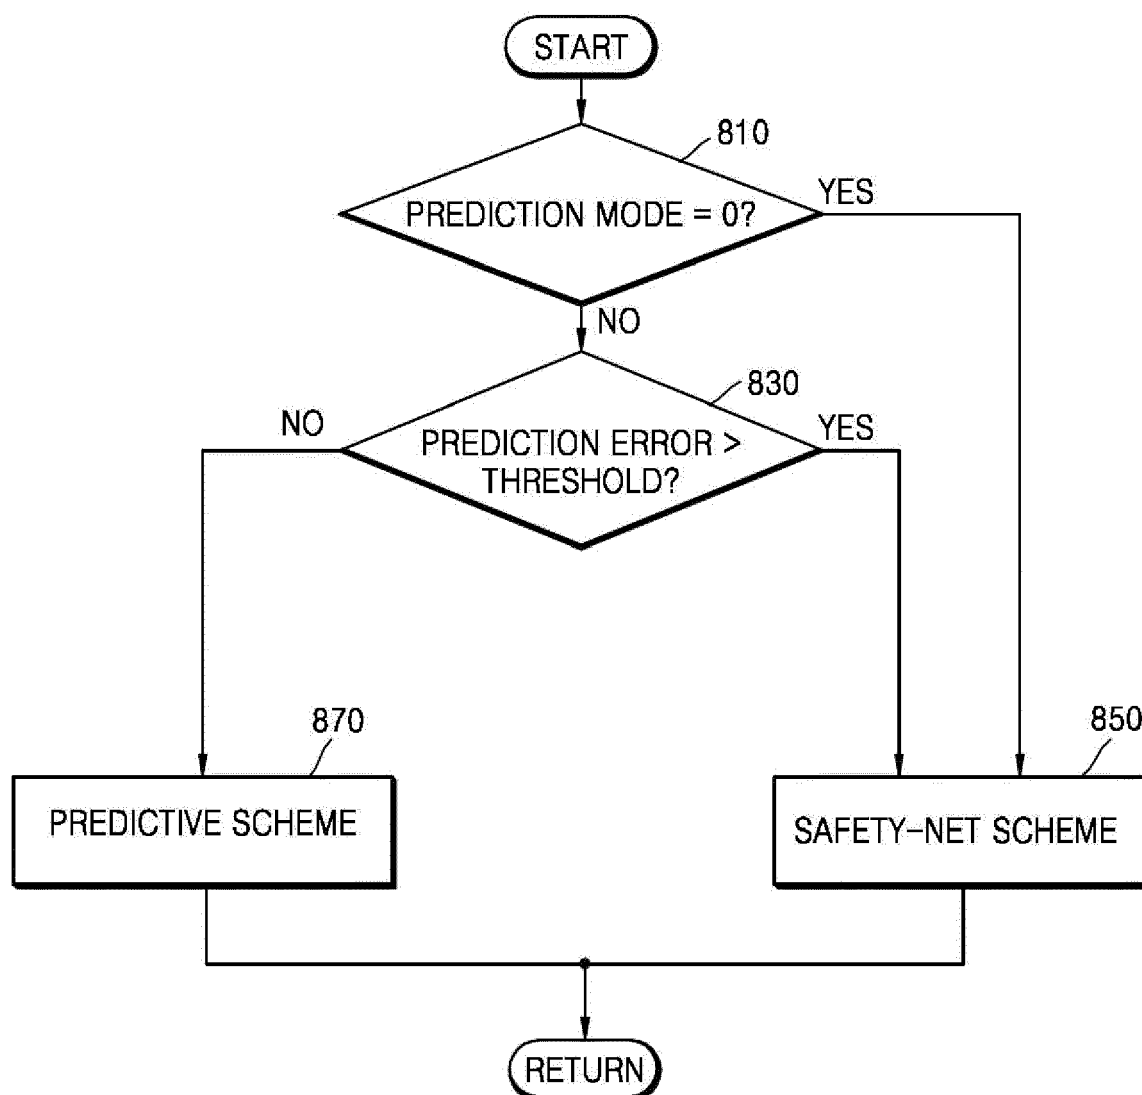 START
810
PREDICTION MODE = 0?
YES
NO
830
NO
PREDICTION ERROR >
THRESHOLD?
YES
870
850
PREDICTIVE SCHEME
SAFETY-NET SCHEME
RETURN